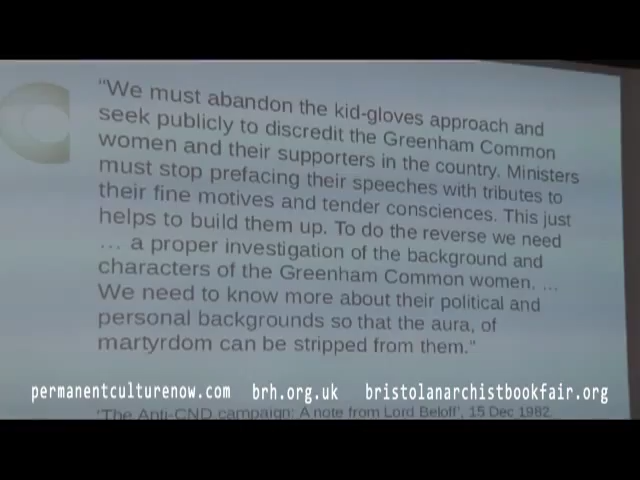 “We must abandon the kid-gloves approach and
seek publicly to discredit the Greenham Common
women and their supporters in the country. Ministers
must stop prefacing their speeches with tributes to
their fine motives and tender consciences. This just
helps to build them up. To do the reverse we need
… a proper investigation of the background and
characters of the Greenham Common women. …
We need to know more about their political and
personal backgrounds so that the aura, of
martyrdom can be stripped from them.”
permanentculturenow.com brh.org.uk bristolanarchistbookfair.org
‘The Anti-CND campaign: A note from Lord Beloff’, 15 Dec 1982.